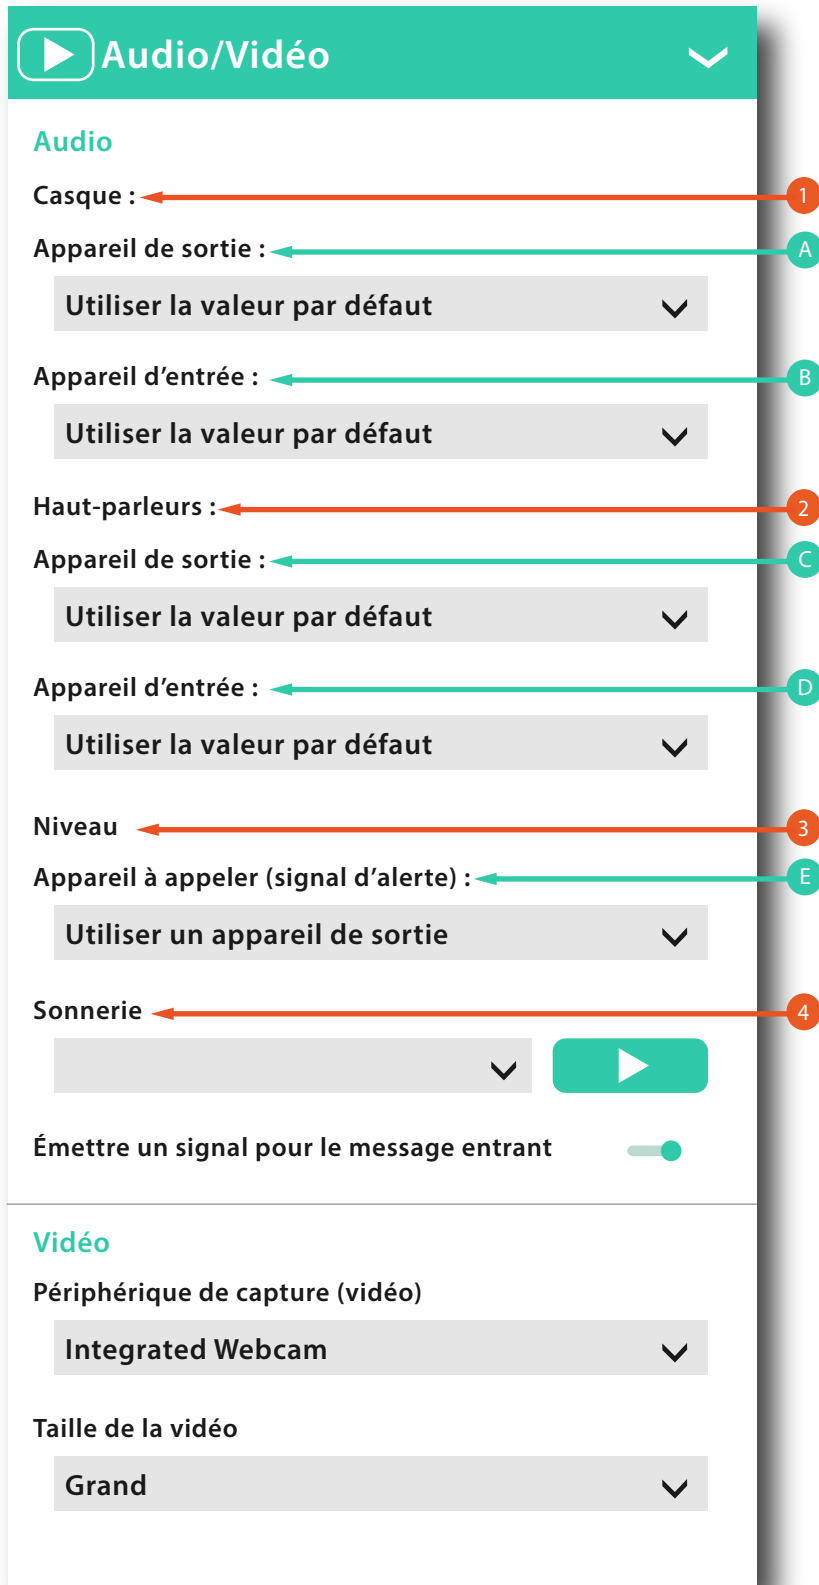 Audio/Vidéo
Audio
Casque : 1
Appareil de sortie : A
Utiliser la valeur par défaut
Appareil d’entrée : B
Utiliser la valeur par défaut
Haut-parleurs : 2
Appareil de sortie : C
Utiliser la valeur par défaut
Appareil d’entrée : D
Utiliser la valeur par défaut
Niveau 3
Appareil à appeler (signal d’alerte) : E
Utiliser un appareil de sortie
Sonnerie 4
Émettre un signal pour le message entrant
Vidéo
Périphérique de capture (vidéo)
Integrated Webcam
Taille de la vidéo
Grand